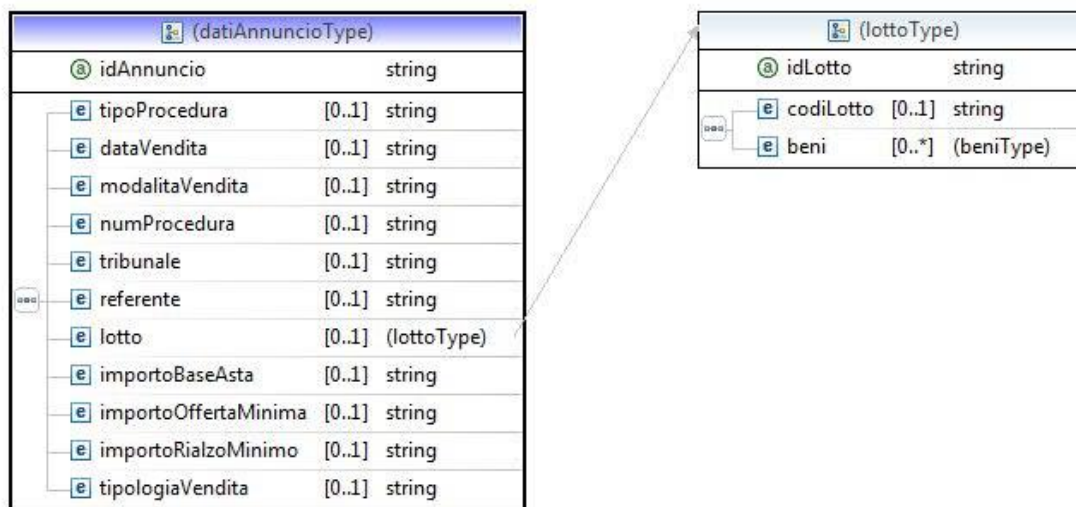 (datiAnnuncioType)
a idAnnuncio string
e tipoProcedura [0..1] string
e dataVendita [0..1] string
e modalitaVendita [0..1] string
e numProcedura [0..1] string
e tribunale [0..1] string
e referente [0..1] string
e lotto [0..1] (lottoType)
e importoBaseAsta [0..1] string
e importoOffertaMinima [0..1] string
e importoRialzoMinimo [0..1] string
e tipologiaVendita [0..1] string
(lottoType)
a idLotto string
e codiLotto [0..1] string
e beni [0..*] (beniType)